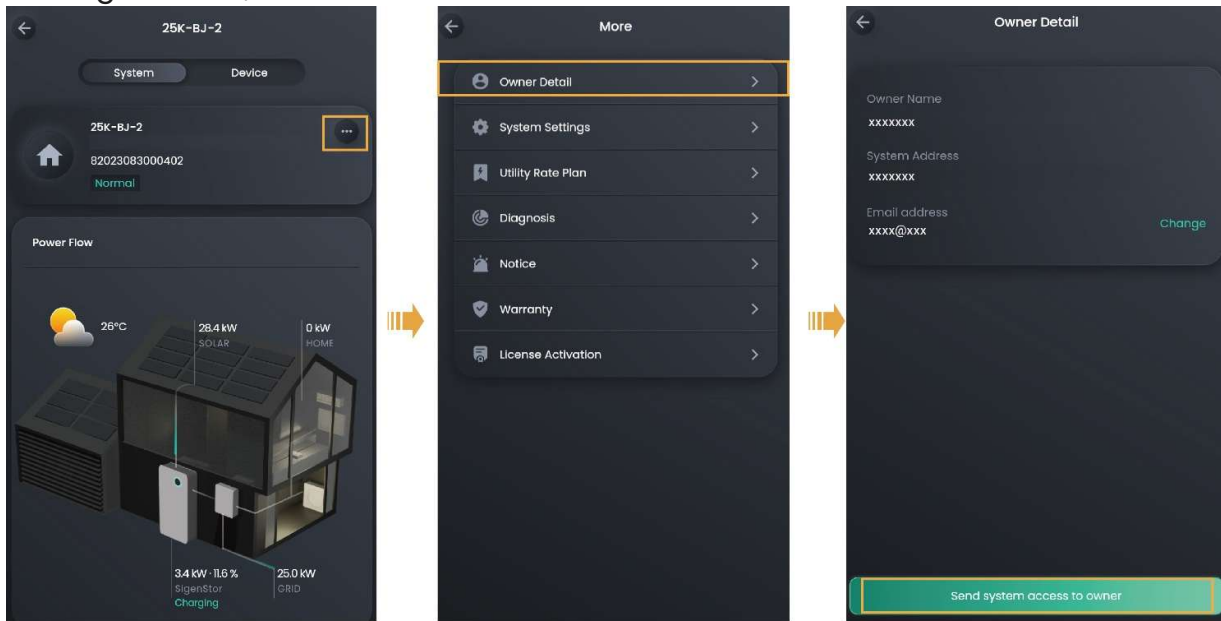 25K-BJ-2
System Device
25K-BJ-2
82023083000402
Normal
Power Flow
26°C
28.4 kW
SOLAR
0 kW
HOME
3.4 kW · 11.6 %
SigenStor
Charging
25.0 kW
GRID
More
Owner Detail
System Settings
Utility Rate Plan
Diagnosis
Notice
Warranty
License Activation
Owner Detail
Owner Name
xxxxxxx
System Address
xxxxxxx
Email address
xxxx@xxx
Change
Send system access to owner